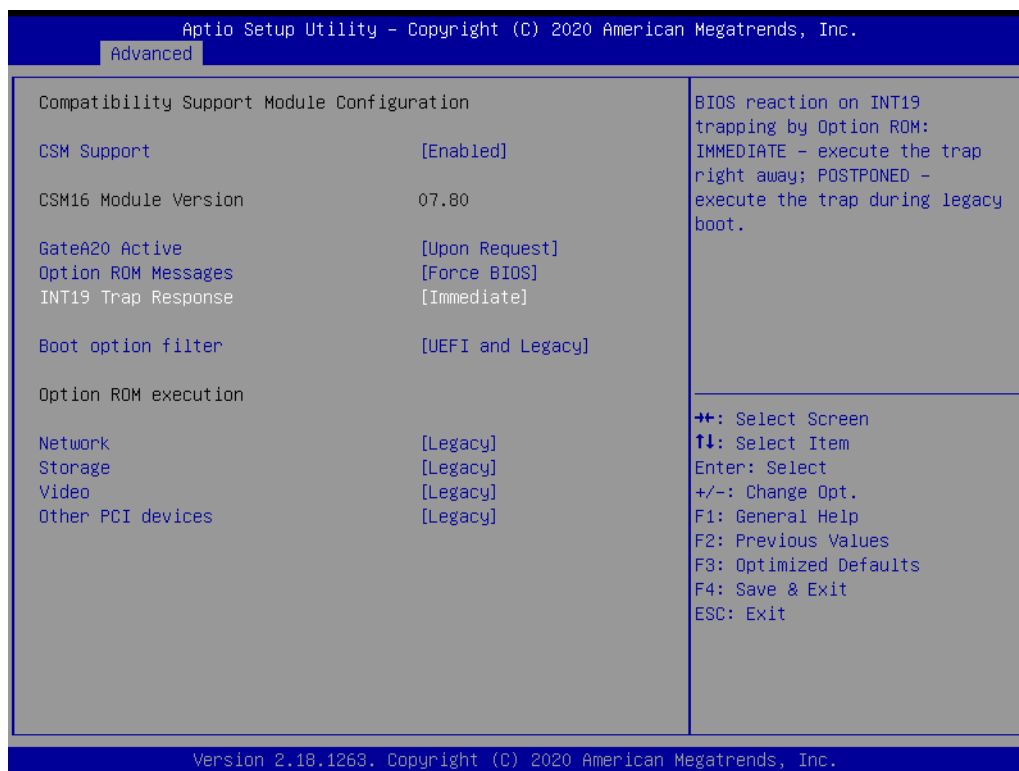 Aptio Setup Utility – Copyright (C) 2020 American Megatrends, Inc.
Advanced
Compatibility Support Module Configuration
CSM Support [Enabled]
CSM16 Module Version 07.80
GateA20 Active [Upon Request]
Option ROM Messages [Force BIOS]
INT19 Trap Response [Immediate]
Boot option filter [UEFI and Legacy]
Option ROM execution
Network [Legacy]
Storage [Legacy]
Video [Legacy]
Other PCI devices [Legacy]
BIOS reaction on INT19
trapping by Option ROM:
IMMEDIATE – execute the trap
right away; POSTPONED –
execute the trap during legacy
boot.
→←: Select Screen
↑↓: Select Item
Enter: Select
+/-: Change Opt.
F1: General Help
F2: Previous Values
F3: Optimized Defaults
F4: Save & Exit
ESC: Exit
Version 2.18.1263. Copyright (C) 2020 American Megatrends, Inc.